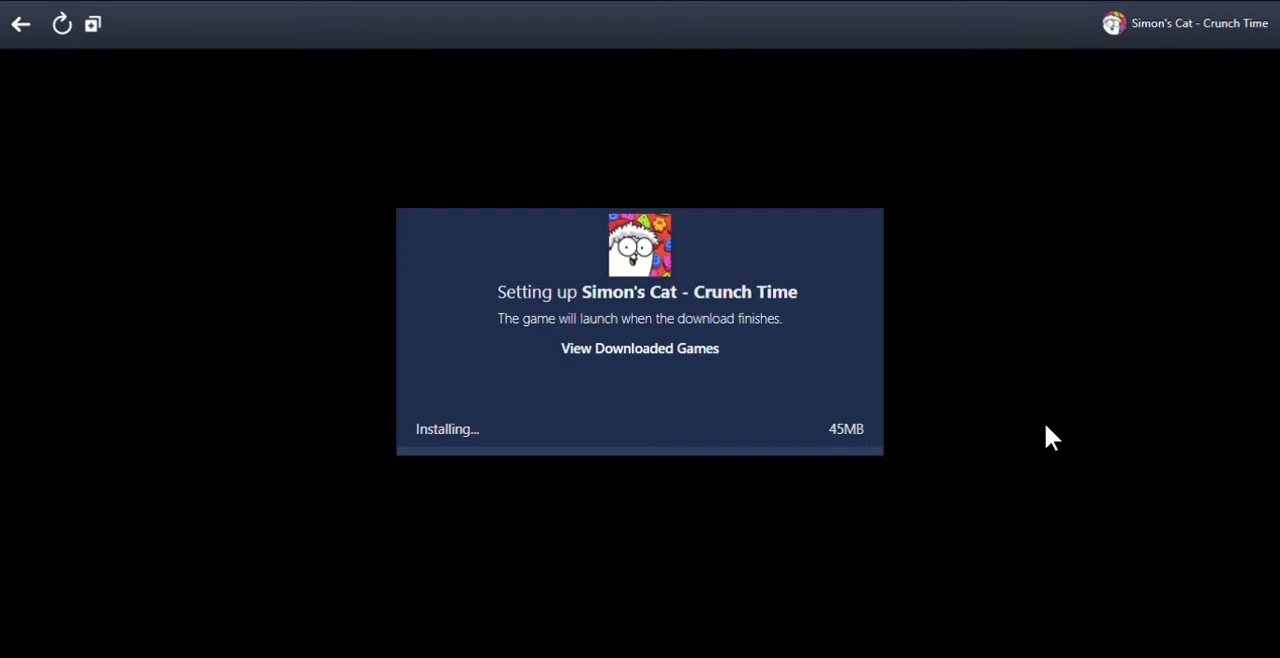 Simon's Cat - Crunch Time
Setting up Simon's Cat - Crunch Time
The game will launch when the download finishes.
View Downloaded Games
Installing... 45MB